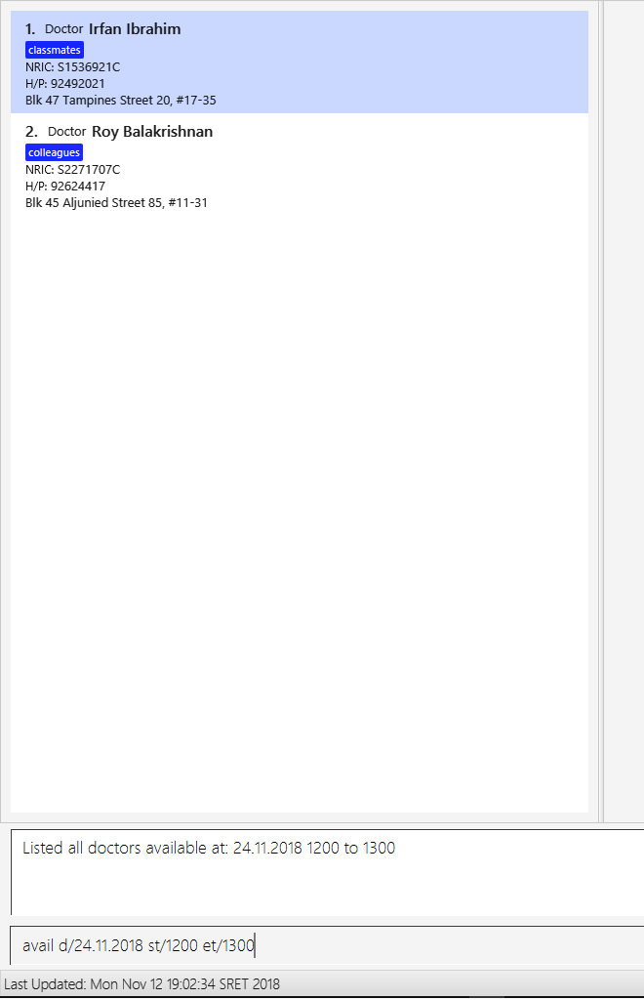 1. Doctor Irfan Ibrahim
classmates
NRIC: S1536921C
H/P: 92492021
Blk 47 Tampines Street 20, #17-35
2. Doctor Roy Balakrishnan
colleagues
NRIC: S2271707C
H/P: 92624417
Blk 45 Aljunied Street 85, #11-31
Listed all doctors available at: 24.11.2018 1200 to 1300
avail d/24.11.2018 st/1200 et/1300
Last Updated: Mon Nov 12 19:02:34 SRET 2018